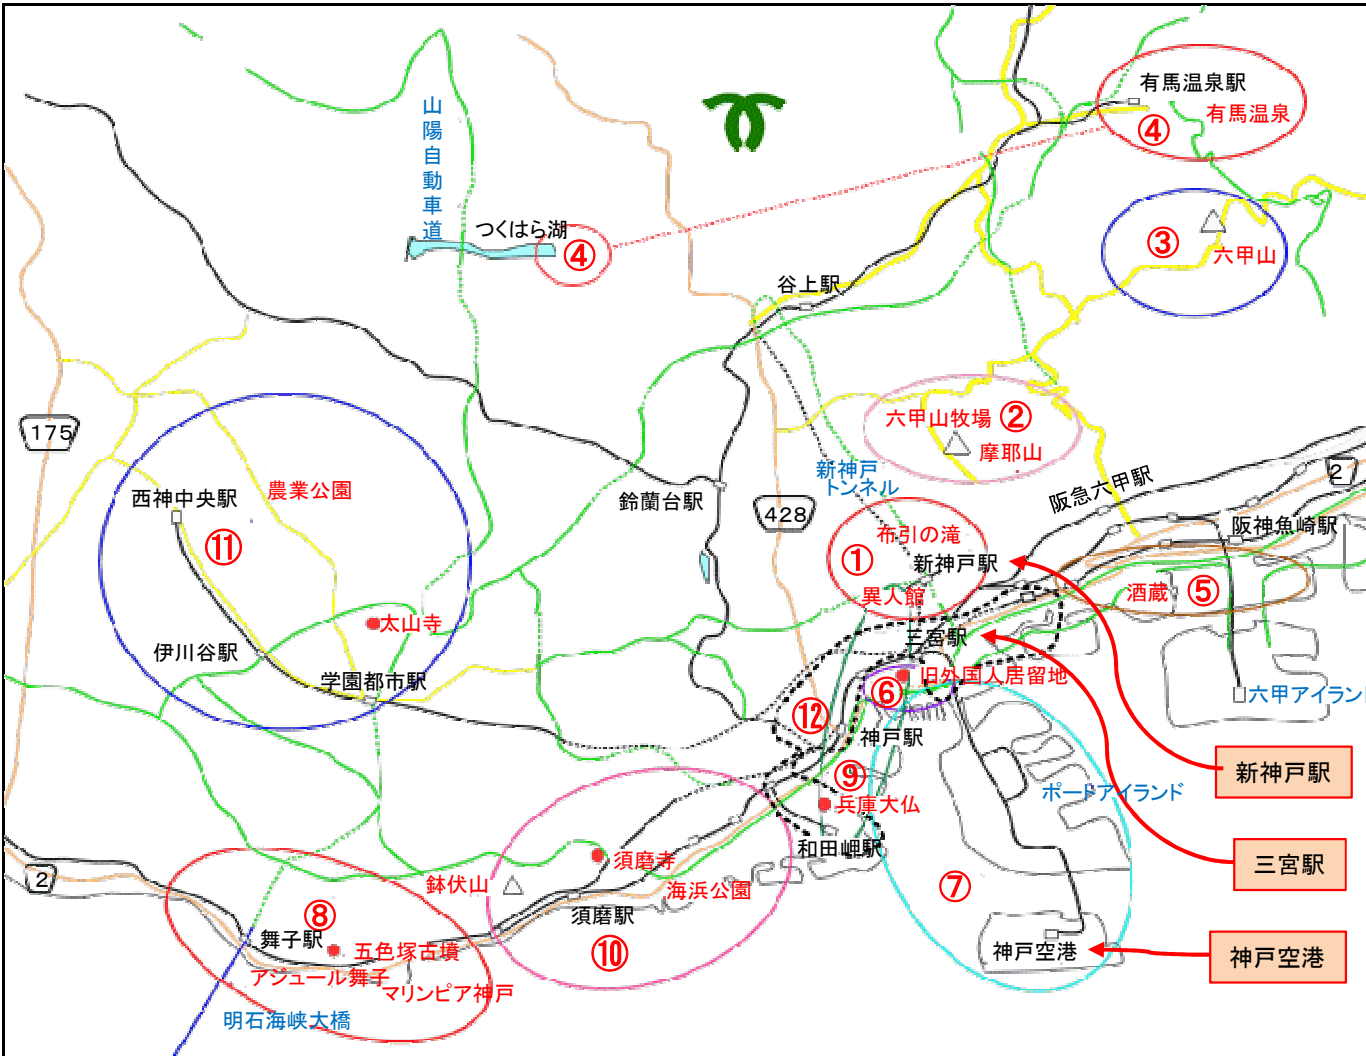 有馬温泉駅
有馬温泉
④
山陽自動車道
つくはら湖
④
③
六甲山
谷上駅
六甲山牧場
②
摩耶山
175
西神中央駅
農業公園
⑪
鈴蘭台駅
新神戸
トンネル
428
阪急六甲駅
2
阪神魚崎駅
布引の滝
①
新神戸駅
異人館
酒蔵
⑤
太山寺
伊川谷駅
学園都市駅
三宮駅
旧外国人居留地
⑥
六甲アイラン
⑫
神戸駅
⑨
兵庫大仏
ポートアイランド
新神戸駅
和田岬駅
須磨寺
海浜公園
三宮駅
2
鉢伏山
⑦
⑧
須磨駅
舞子駅
五色塚古墳
⑩
神戸空港
神戸空港
アジュール舞子
マリンピア神戸
明石海峡大橋